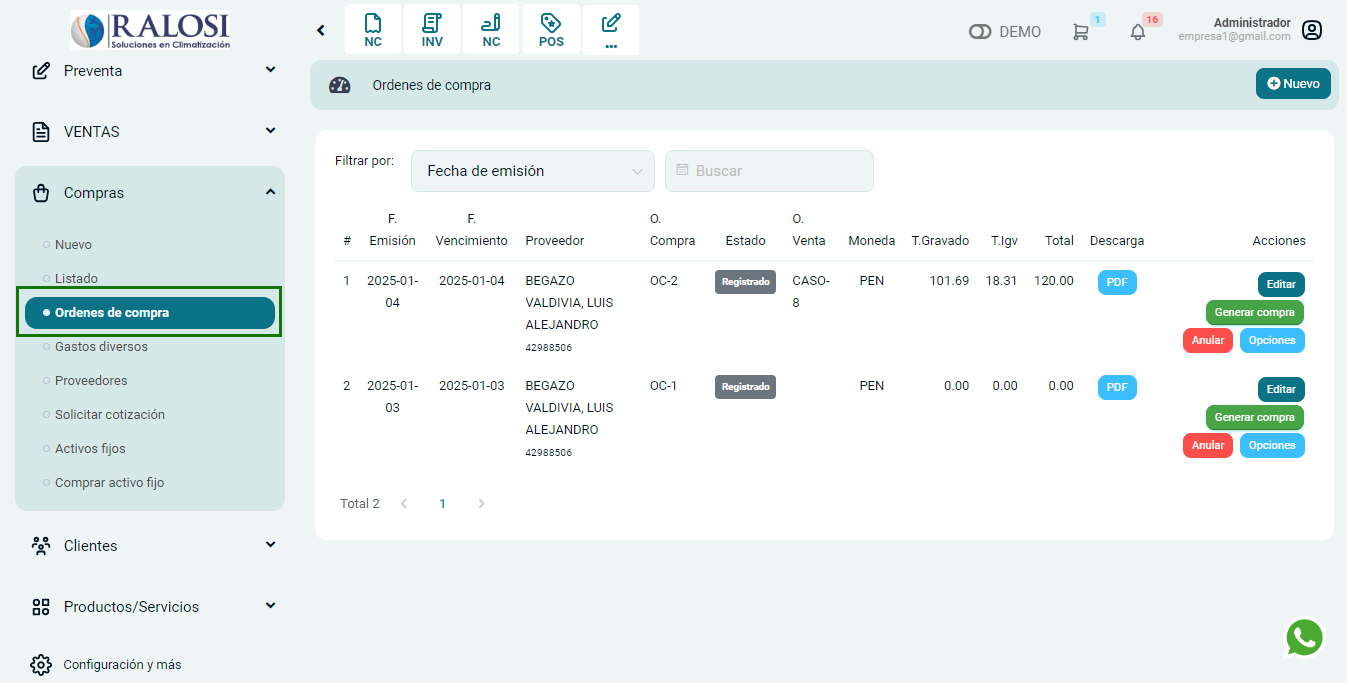 RALOSI
Soluciones en Climatización
Preventa
VENTAS
Compras
Nuevo
Listado
Ordenes de compra
Gastos diversos
Proveedores
Solicitar cotización
Activos fijos
Comprar activo fijo
Clientes
Productos/Servicios
Configuración y más
NC
INV
NC
POS
...
DEMO
1
16
Administrador
empresa1@gmail.com
Ordenes de compra
Nuevo
Filtrar por:
Fecha de emisión
Buscar
# F. Emisión F. Vencimiento Proveedor O. Compra Estado O. Venta Moneda T.Gravado T.Igv Total Descarga Acciones
1 2025-01-04 2025-01-04 BEGAZO OC-2 Registrado CASO-8 PEN 101.69 18.31 120.00 PDF Editar
VALDIVIA, LUIS Generar compra
ALEJANDRO Anular Opciones
42988506
2 2025-01-03 2025-01-03 BEGAZO OC-1 Registrado PEN 0.00 0.00 0.00 PDF Editar
VALDIVIA, LUIS Generar compra
ALEJANDRO Anular Opciones
42988506
Total 2 1